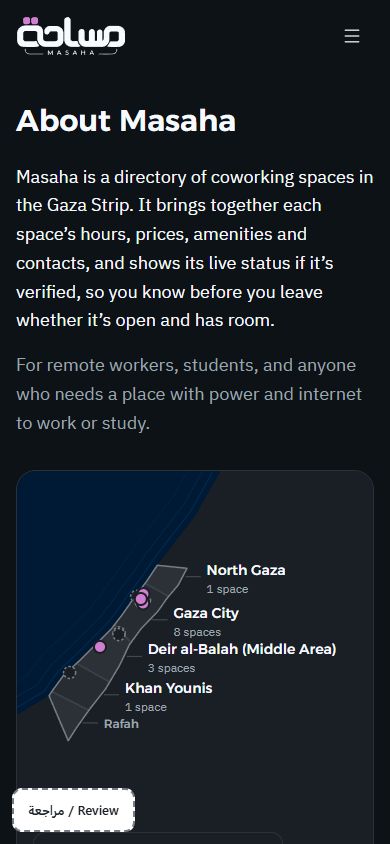 مساحة
MASAHA
About Masaha
Masaha is a directory of coworking spaces in
the Gaza Strip. It brings together each
space’s hours, prices, amenities and
contacts, and shows its live status if it’s
verified, so you know before you leave
whether it’s open and has room.
For remote workers, students, and anyone
who needs a place with power and internet
to work or study.
North Gaza
1 space
Gaza City
8 spaces
Deir al-Balah (Middle Area)
3 spaces
Khan Younis
1 space
Rafah
مراجعة / Review